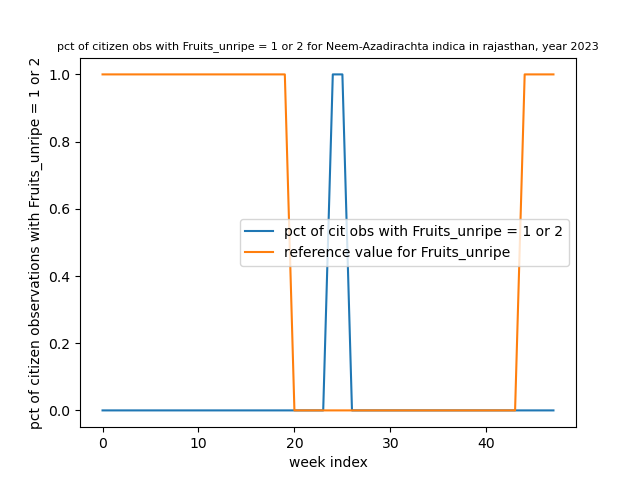 pct of citizen obs with Fruits_unripe = 1 or 2 for Neem-Azadirachta indica in rajasthan, year 2023
pct of citizen observations with Fruits_unripe = 1 or 2
1.0
0.8
0.6
0.4
0.2
0.0
pct of cit obs with Fruits_unripe = 1 or 2
reference value for Fruits_unripe
0 10 20 30 40
week index